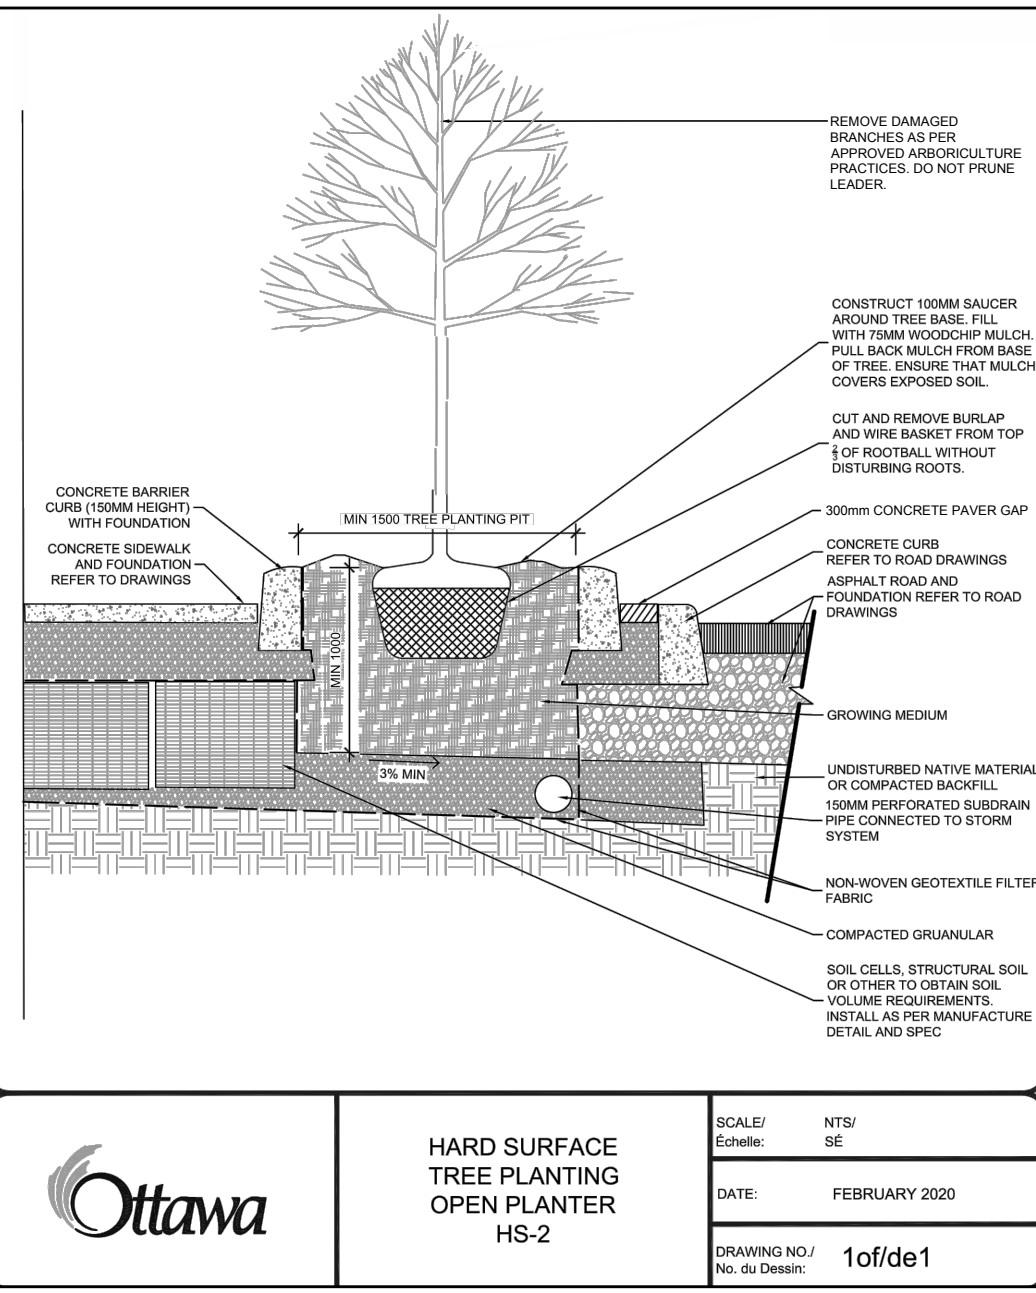 REMOVE DAMAGED
BRANCHES AS PER
APPROVED ARBORICULTURE
PRACTICES. DO NOT PRUNE
LEADER.
CONSTRUCT 100MM SAUCER
AROUND TREE BASE. FILL
WITH 75MM WOODCHIP MULCH.
PULL BACK MULCH FROM BASE
OF TREE. ENSURE THAT MULCH
COVERS EXPOSED SOIL.
CUT AND REMOVE BURLAP
AND WIRE BASKET FROM TOP
2/3 OF ROOTBALL WITHOUT
DISTURBING ROOTS.
300mm CONCRETE PAVER GAP
CONCRETE CURB
REFER TO ROAD DRAWINGS
ASPHALT ROAD AND
FOUNDATION REFER TO ROAD
DRAWINGS
CONCRETE BARRIER
CURB (150MM HEIGHT)
WITH FOUNDATION
CONCRETE SIDEWALK
AND FOUNDATION
REFER TO DRAWINGS
MIN 1500 TREE PLANTING PIT
MIN 1000
3% MIN
GROWING MEDIUM
UNDISTURBED NATIVE MATERIAL
OR COMPACTED BACKFILL
150MM PERFORATED SUBDRAIN
PIPE CONNECTED TO STORM
SYSTEM
NON-WOVEN GEOTEXTILE FILTER
FABRIC
COMPACTED GRUANULAR
SOIL CELLS, STRUCTURAL SOIL
OR OTHER TO OBTAIN SOIL
VOLUME REQUIREMENTS.
INSTALL AS PER MANUFACTURE
DETAIL AND SPEC
Ottawa
HARD SURFACE
TREE PLANTING
OPEN PLANTER
HS-2
SCALE/ NTS/
Échelle: SÉ
DATE: FEBRUARY 2020
DRAWING NO./
No. du Dessin: 1of/de1